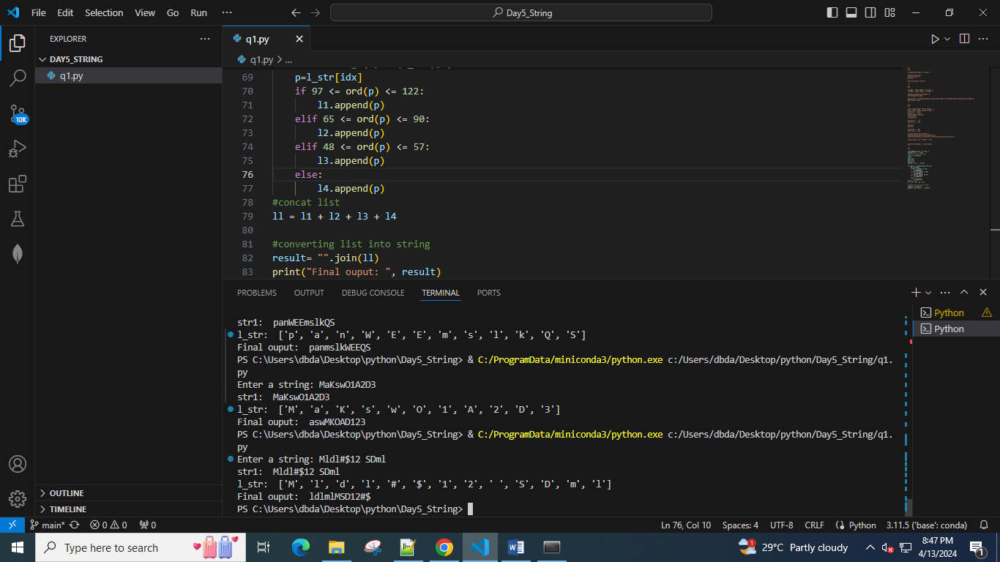 File Edit Selection View Go Run ··· Day5_String
EXPLORER ···
DAY5_STRING
q1.py
10K
OUTLINE
TIMELINE
q1.py
q1.py > ...
69 p=l_str[idx]
70 if 97 <= ord(p) <= 122:
71 l1.append(p)
72 elif 65 <= ord(p) <= 90:
73 l2.append(p)
74 elif 48 <= ord(p) <= 57:
75 l3.append(p)
76 else:
77 l4.append(p)
78 #concat list
79 ll = l1 + l2 + l3 + l4
80
81 #converting list into string
82 result= "".join(ll)
83 print("Final ouput: ", result)
PROBLEMS OUTPUT DEBUG CONSOLE TERMINAL PORTS
Python
Python
str1:  panWEEmslkQS
l_str:  ['p', 'a', 'n', 'W', 'E', 'E', 'm', 's', 'l', 'k', 'Q', 'S']
Final ouput:  panmslkWEEQS
PS C:\Users\dbda\Desktop\python\Day5_String> & C:/ProgramData/miniconda3/python.exe c:/Users/dbda/Desktop/python/Day5_String/q1.
py
Enter a string: MaKswO1A2D3
str1:  MaKswO1A2D3
l_str:  ['M', 'a', 'K', 's', 'w', 'O', '1', 'A', '2', 'D', '3']
Final ouput:  aswMKOAD123
PS C:\Users\dbda\Desktop\python\Day5_String> & C:/ProgramData/miniconda3/python.exe c:/Users/dbda/Desktop/python/Day5_String/q1.
py
Enter a string: Mldl#$12 SDml
str1:  Mldl#$12 SDml
l_str:  ['M', 'l', 'd', 'l', '#', '$', '1', '2', ' ', 'S', 'D', 'm', 'l']
Final ouput:  ldlmlMSD12#$
PS C:\Users\dbda\Desktop\python\Day5_String>
main* 0 0 0 Ln 76, Col 10 Spaces: 4 UTF-8 CRLF Python 3.11.5 ('base': conda)
Type here to search 1 29°C Partly cloudy 8:47 PM
4/13/2024 1